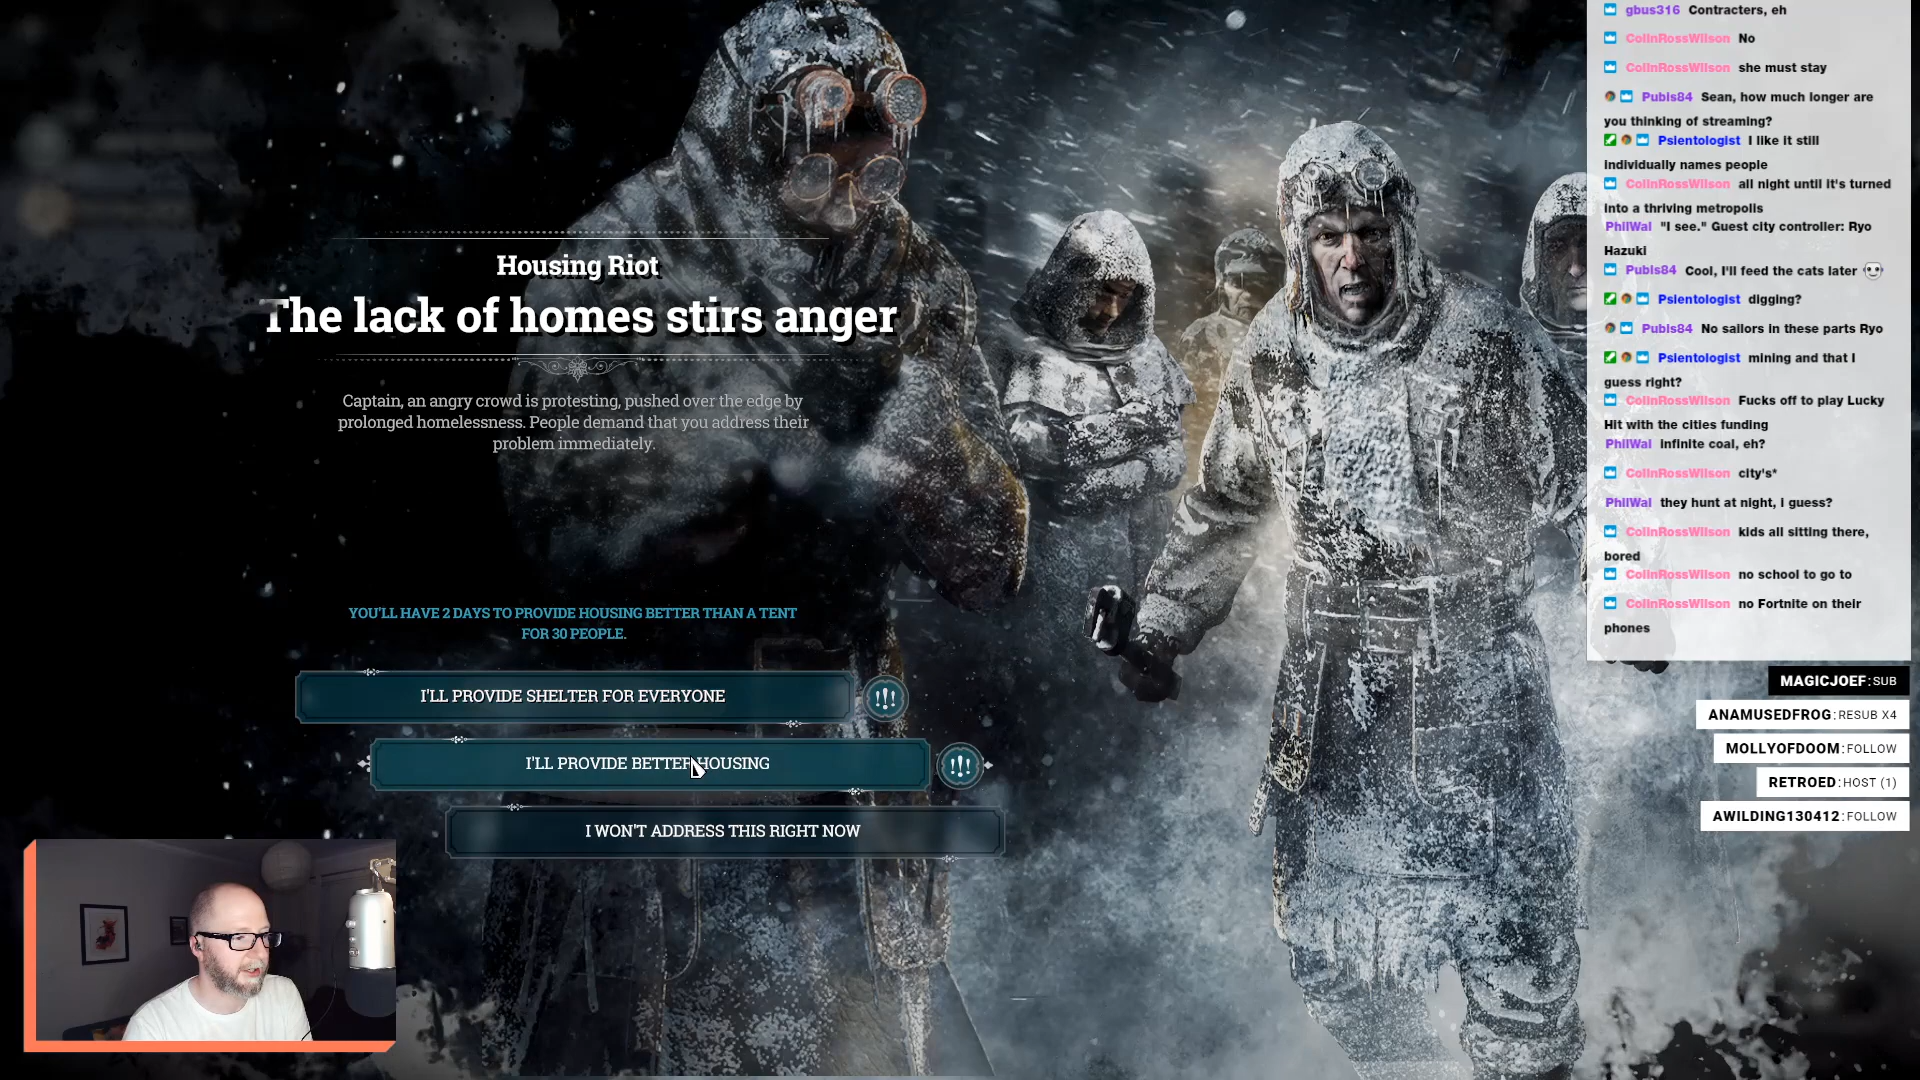 Housing Riot
The lack of homes stirs anger
Captain, an angry crowd is protesting, pushed over the edge by
prolonged homelessness. People demand that you address their
problem immediately.
YOU'LL HAVE 2 DAYS TO PROVIDE HOUSING BETTER THAN A TENT
FOR 30 PEOPLE.
I'LL PROVIDE SHELTER FOR EVERYONE
I'LL PROVIDE BETTER HOUSING
I WON'T ADDRESS THIS RIGHT NOW
gbus316 Contracters, eh
ColinRossWilson No
ColinRossWilson she must stay
Pubis84 Sean, how much longer are
you thinking of streaming?
Psientologist I like it still
individually names people
ColinRossWilson all night until it's turned
into a thriving metropolis
PhilWal "I see." Guest city controller: Ryo
Hazuki
Pubis84 Cool, I'll feed the cats later
Psientologist digging?
Pubis84 No sailors in these parts Ryo
Psientologist mining and that I
guess right?
ColinRossWilson Fucks off to play Lucky
Hit with the cities funding
PhilWal Infinite coal, eh?
ColinRossWilson city's*
PhilWal they hunt at night, i guess?
ColinRossWilson kids all sitting there,
bored
ColinRossWilson no school to go to
ColinRossWilson no Fortnite on their
phones
MAGICJOEF: SUB
ANAMUSEDFROG: RESUB X4
MOLLYOFDOOM: FOLLOW
RETROED: HOST (1)
AWILDING130412: FOLLOW